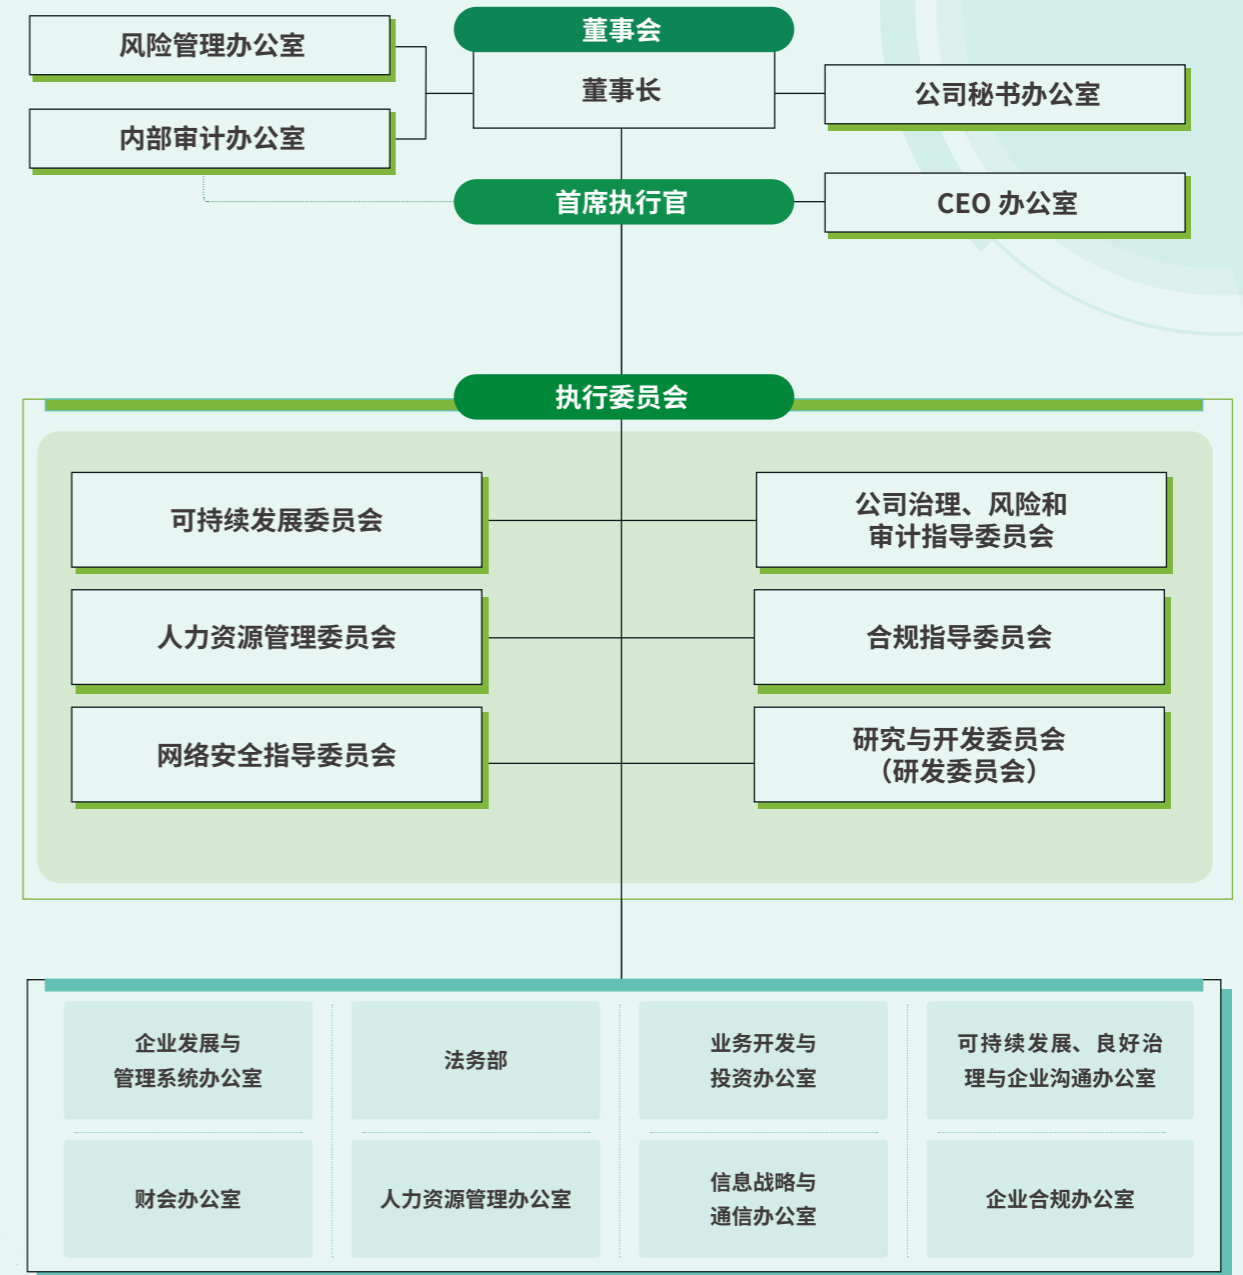 董事会
风险管理办公室
董事长
公司秘书办公室
内部审计办公室
首席执行官
CEO 办公室
执行委员会
可持续发展委员会
公司治理、风险和
审计指导委员会
人力资源管理委员会
合规指导委员会
网络安全指导委员会
研究与开发委员会
（研发委员会）
企业发展与
管理系统办公室
法务部
业务开发与
投资办公室
可持续发展、良好治
理与企业沟通办公室
财会办公室
人力资源管理办公室
信息战略与
通信办公室
企业合规办公室